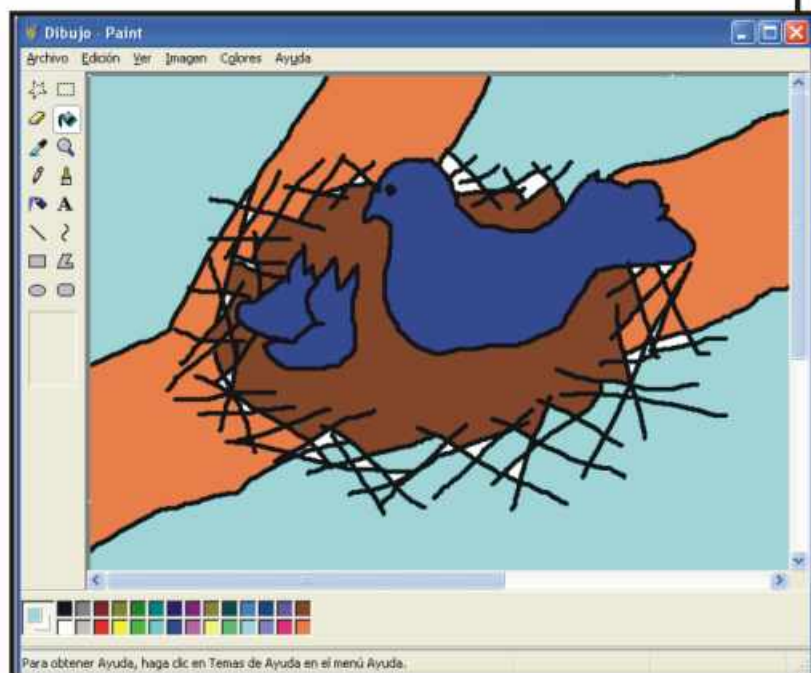 Dibujo - Paint
Archivo Edición Ver Imagen Colores Ayuda
A
Para obtener Ayuda, haga clic en Temas de Ayuda en el menú Ayuda.